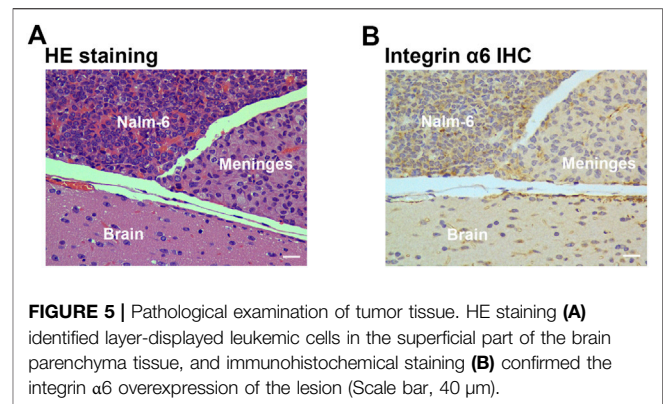 A
HE staining
Nalm-6
Meninges
Brain
B
Integrin α6 IHC
Nalm-6
Meninges
Brain
FIGURE 5 | Pathological examination of tumor tissue. HE staining (A)
identified layer-displayed leukemic cells in the superficial part of the brain
parenchyma tissue, and immunohistochemical staining (B) confirmed the
integrin α6 overexpression of the lesion (Scale bar, 40 μm).